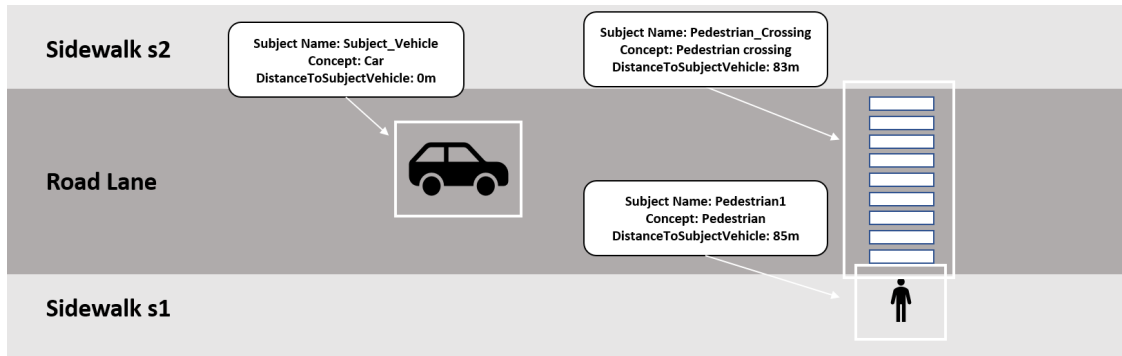 Sidewalk s2
Subject Name: Subject_Vehicle
Concept: Car
DistanceToSubjectVehicle: 0m
Subject Name: Pedestrian_Crossing
Concept: Pedestrian crossing
DistanceToSubjectVehicle: 83m
Road Lane
Subject Name: Pedestrian1
Concept: Pedestrian
DistanceToSubjectVehicle: 85m
Sidewalk s1